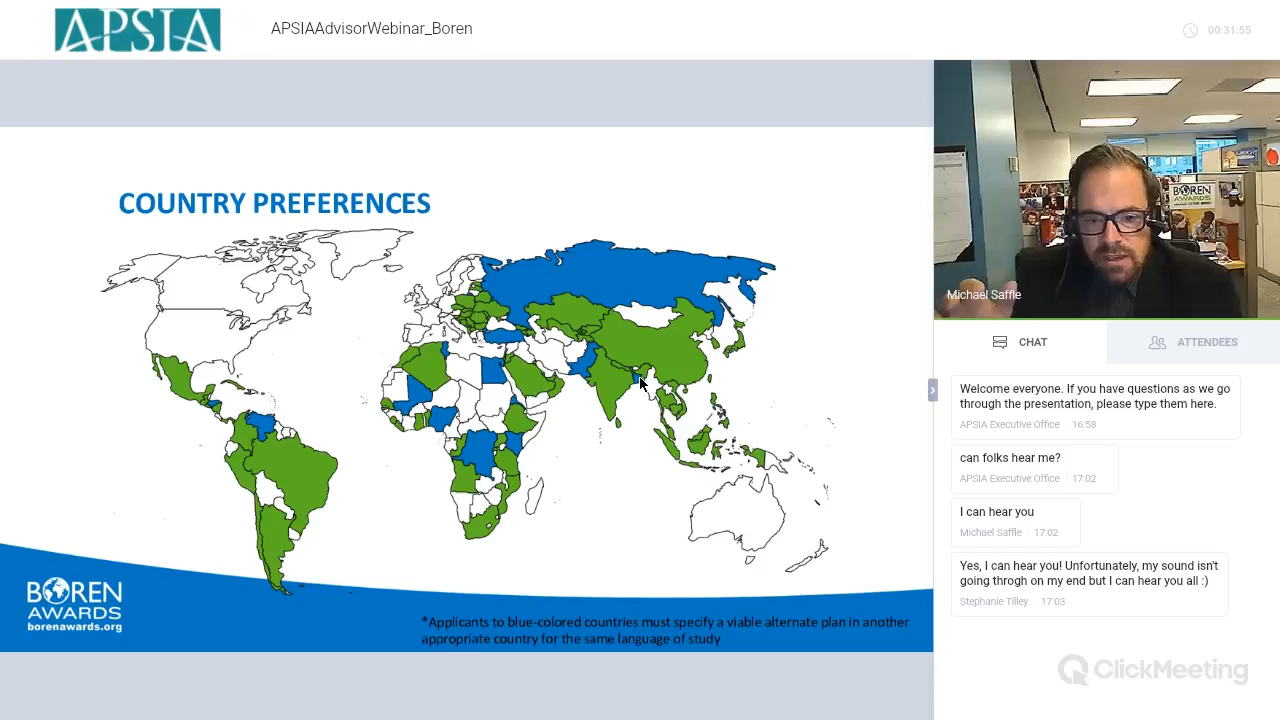 APSIA
APSIAAdvisorWebinar_Boren
00:31:55
COUNTRY PREFERENCES
BOREN
AWARDS
borenawards.org
*Applicants to blue-colored countries must specify a viable alternate plan in another
appropriate country for the same language of study
BOREN
AWARDS
Michael Saffle
CHAT
ATTENDEES
Welcome everyone. If you have questions as we go
through the presentation, please type them here.
APSIA Executive Office · 16:58
can folks hear me?
APSIA Executive Office · 17:02
I can hear you
Michael Saffle · 17:02
Yes, I can hear you! Unfortunately, my sound isn't
going throgh on my end but I can hear you all :)
Stephanie Tilley · 17:03
ClickMeeting